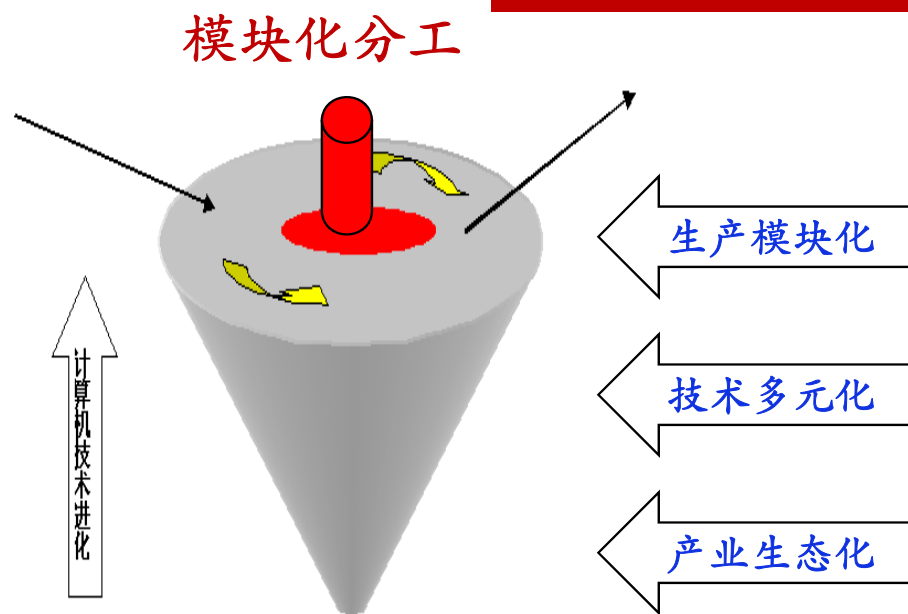 模块化分工
生产模块化
技术多元化
产业生态化
计算机技术进化